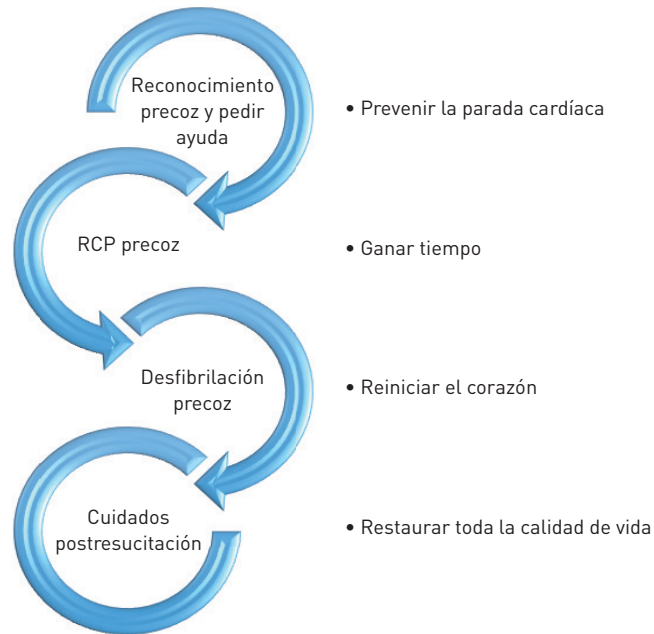 Reconocimiento
precoz y pedir
ayuda
• Prevenir la parada cardíaca
RCP precoz
• Ganar tiempo
Desfibrilación
precoz
• Reiniciar el corazón
Cuidados
postresucitación
• Restaurar toda la calidad de vida